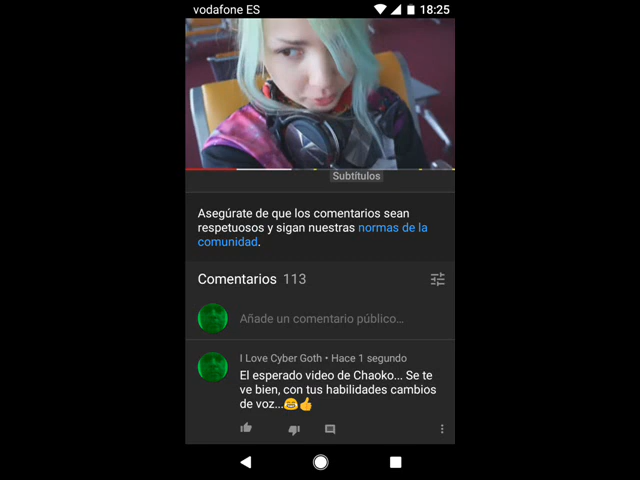 vodafone ES 18:25
Subtítulos
Asegúrate de que los comentarios sean
respetuosos y sigan nuestras normas de la
comunidad.
Comentarios 113
Añade un comentario público...
I Love Cyber Goth • Hace 1 segundo
El esperado video de Chaoko... Se te
ve bien, con tus habilidades cambios
de voz...😂👍